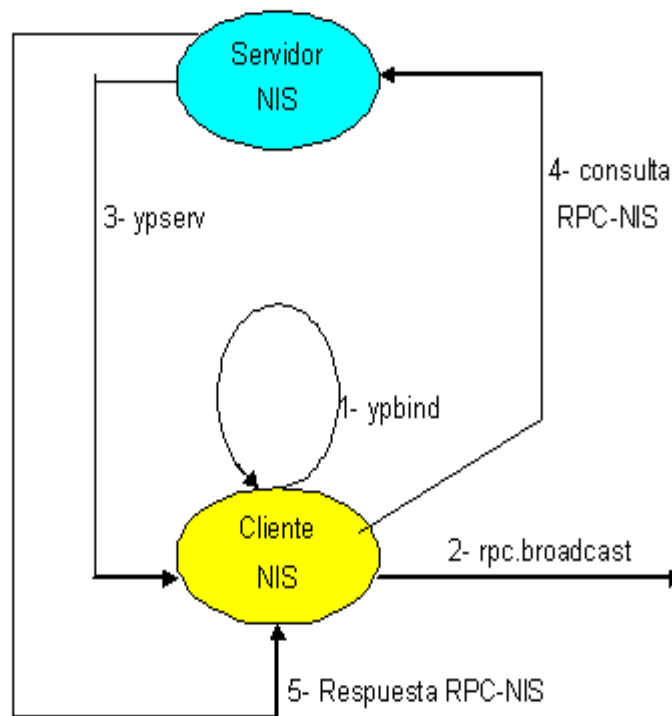 Servidor
NIS
4- consulta
RPC-NIS
3- ypserv
1- ypbind
Cliente
NIS
2- rpc.broadcast
5- Respuesta RPC-NIS